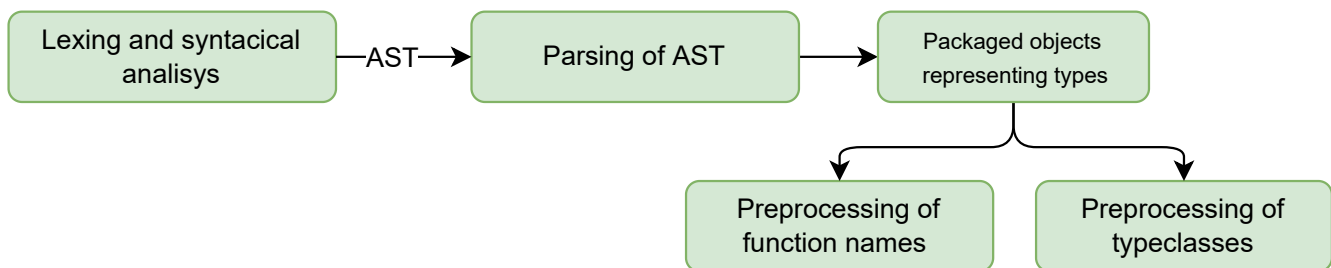 Lexing and syntacical
analisys
AST
Parsing of AST
Packaged objects
representing types
Preprocessing of
function names
Preprocessing of
typeclasses